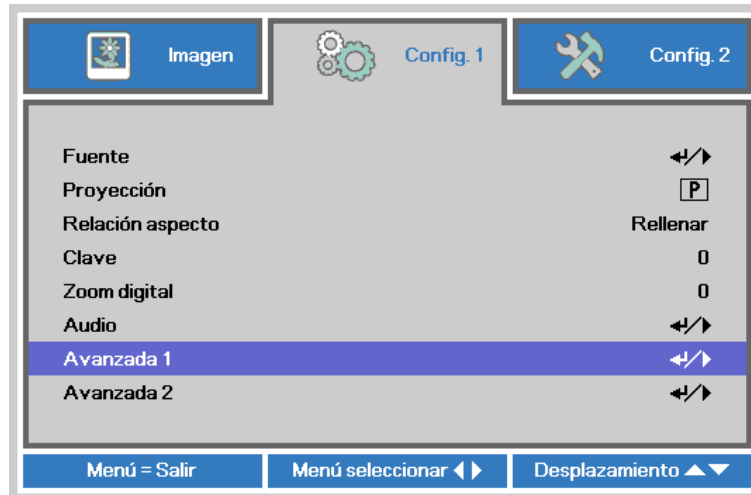 Imagen Config. 1 Config. 2
Fuente
Proyección P
Relación aspecto Rellenar
Clave 0
Zoom digital 0
Audio
Avanzada 1
Avanzada 2
Menú = Salir Menú seleccionar Desplazamiento